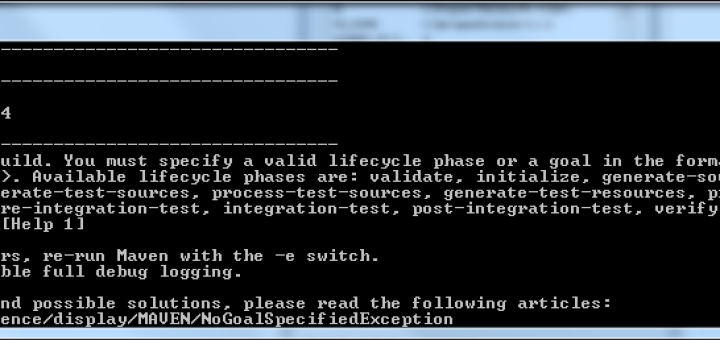 ---------------------------------
---------------------------------
4
---------------------------------
uild. You must specify a valid lifecycle phase or a goal in the form
>. Available lifecycle phases are: validate, initialize, generate-sou
erate-test-sources, process-test-sources, generate-test-resources, p
re-integration-test, integration-test, post-integration-test, verify
[Help 1]
rs, re-run Maven with the -e switch.
ble full debug logging.
nd possible solutions, please read the following articles:
ence/display/MAVEN/NoGoalSpecifiedException